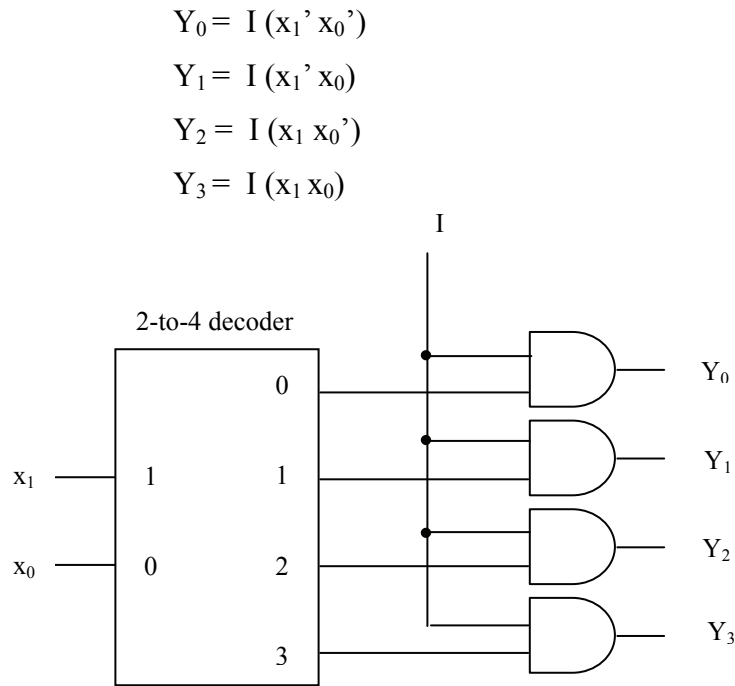 Y₀ = I (x₁’ x₀’)
Y₁ = I (x₁’ x₀)
Y₂ = I (x₁ x₀’)
Y₃ = I (x₁ x₀)
I
2-to-4 decoder
0
Y₀
x₁ 1 1
Y₁
x₀ 0 2
Y₂
3
Y₃